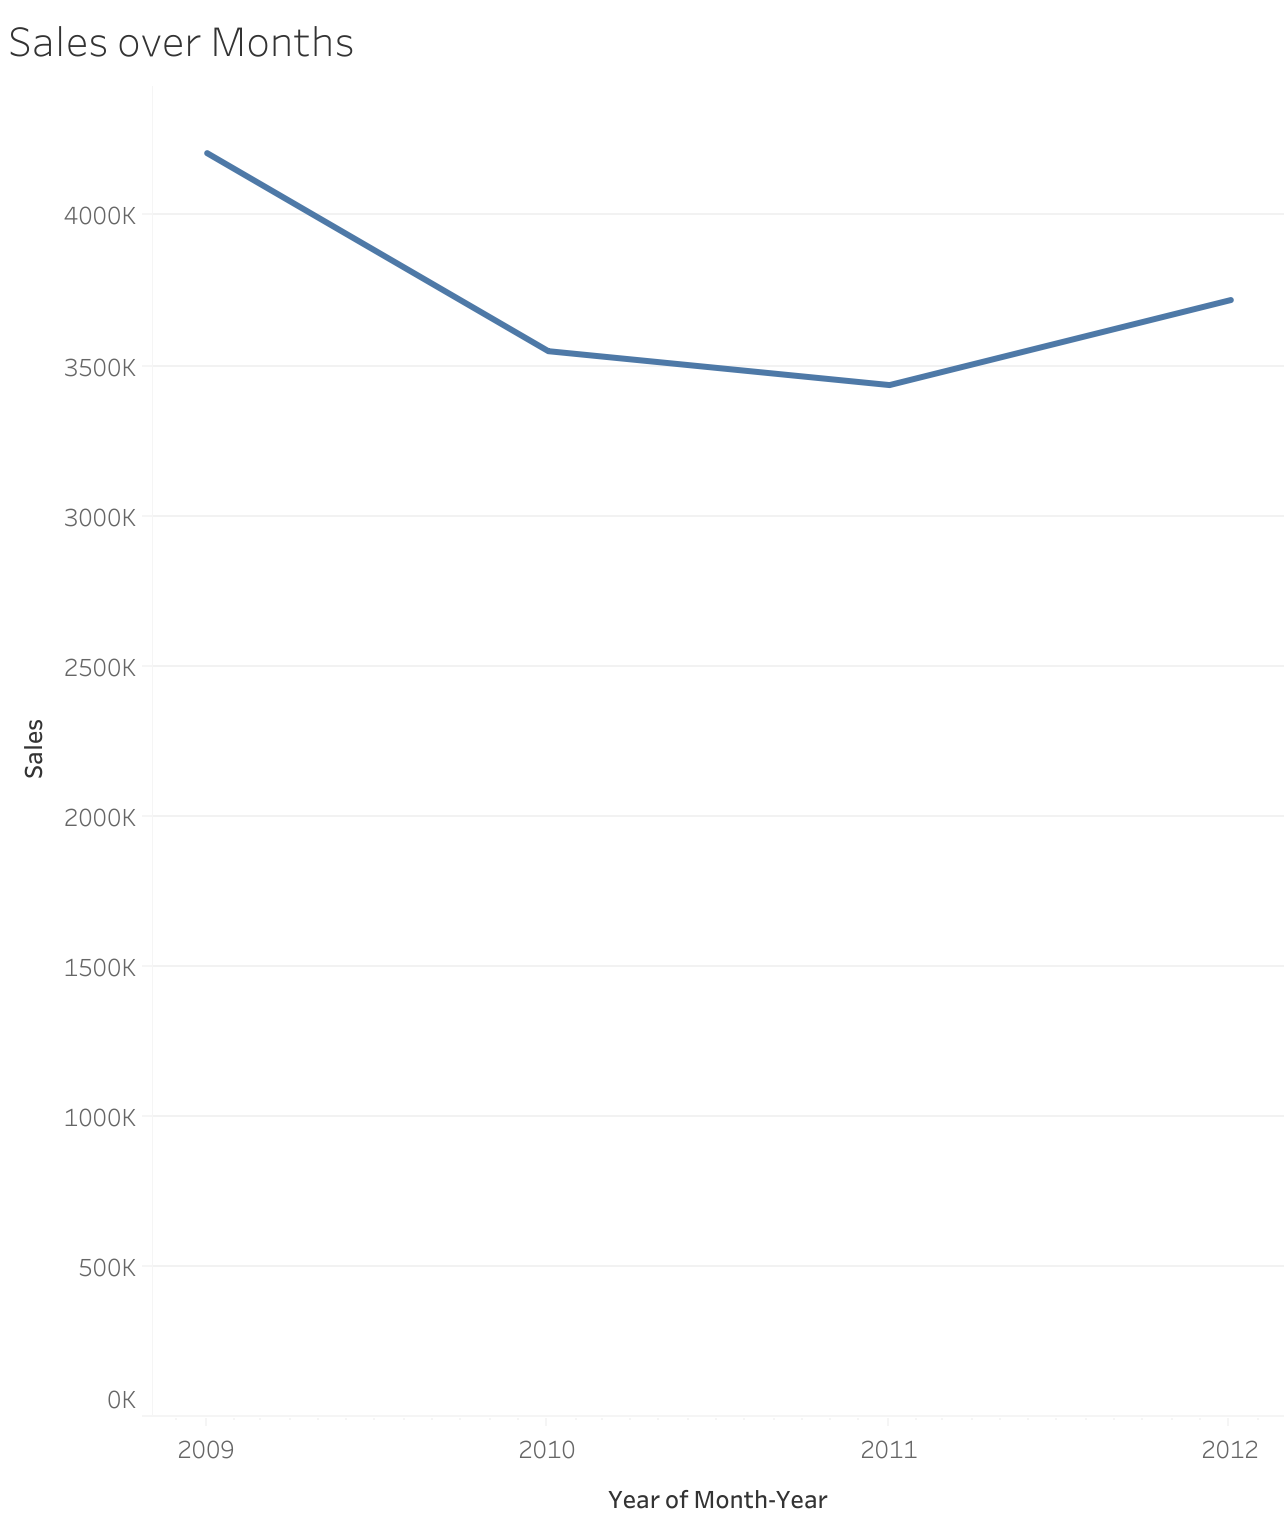 Sales over Months
4000K
3500K
3000K
2500K
2000K
1500K
1000K
500K
0K
Sales
2009 2010 2011 2012
Year of Month-Year